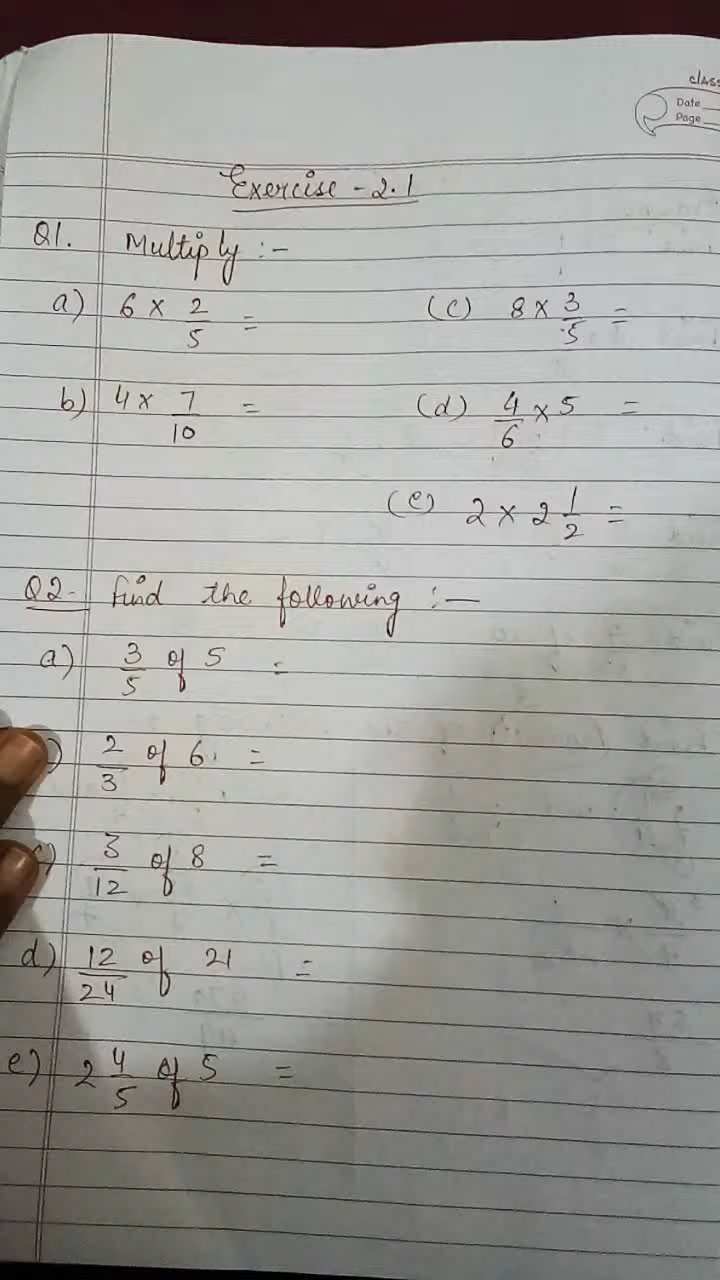 clas
Date
Page
Exercise - 2.1
Q1. Multiply :-
a) 6 × 2/5 = (c) 8 × 3/5 =
b) 4 × 7/10 = (d) 4/6 × 5 =
(e) 2 × 2 1/2 =
Q2- find the following :-
a) 3/5 of 5 =
) 2/3 of 6 =
c) 3/12 of 8 =
d) 12/24 of 21 =
e) 2 4/5 of 5 =